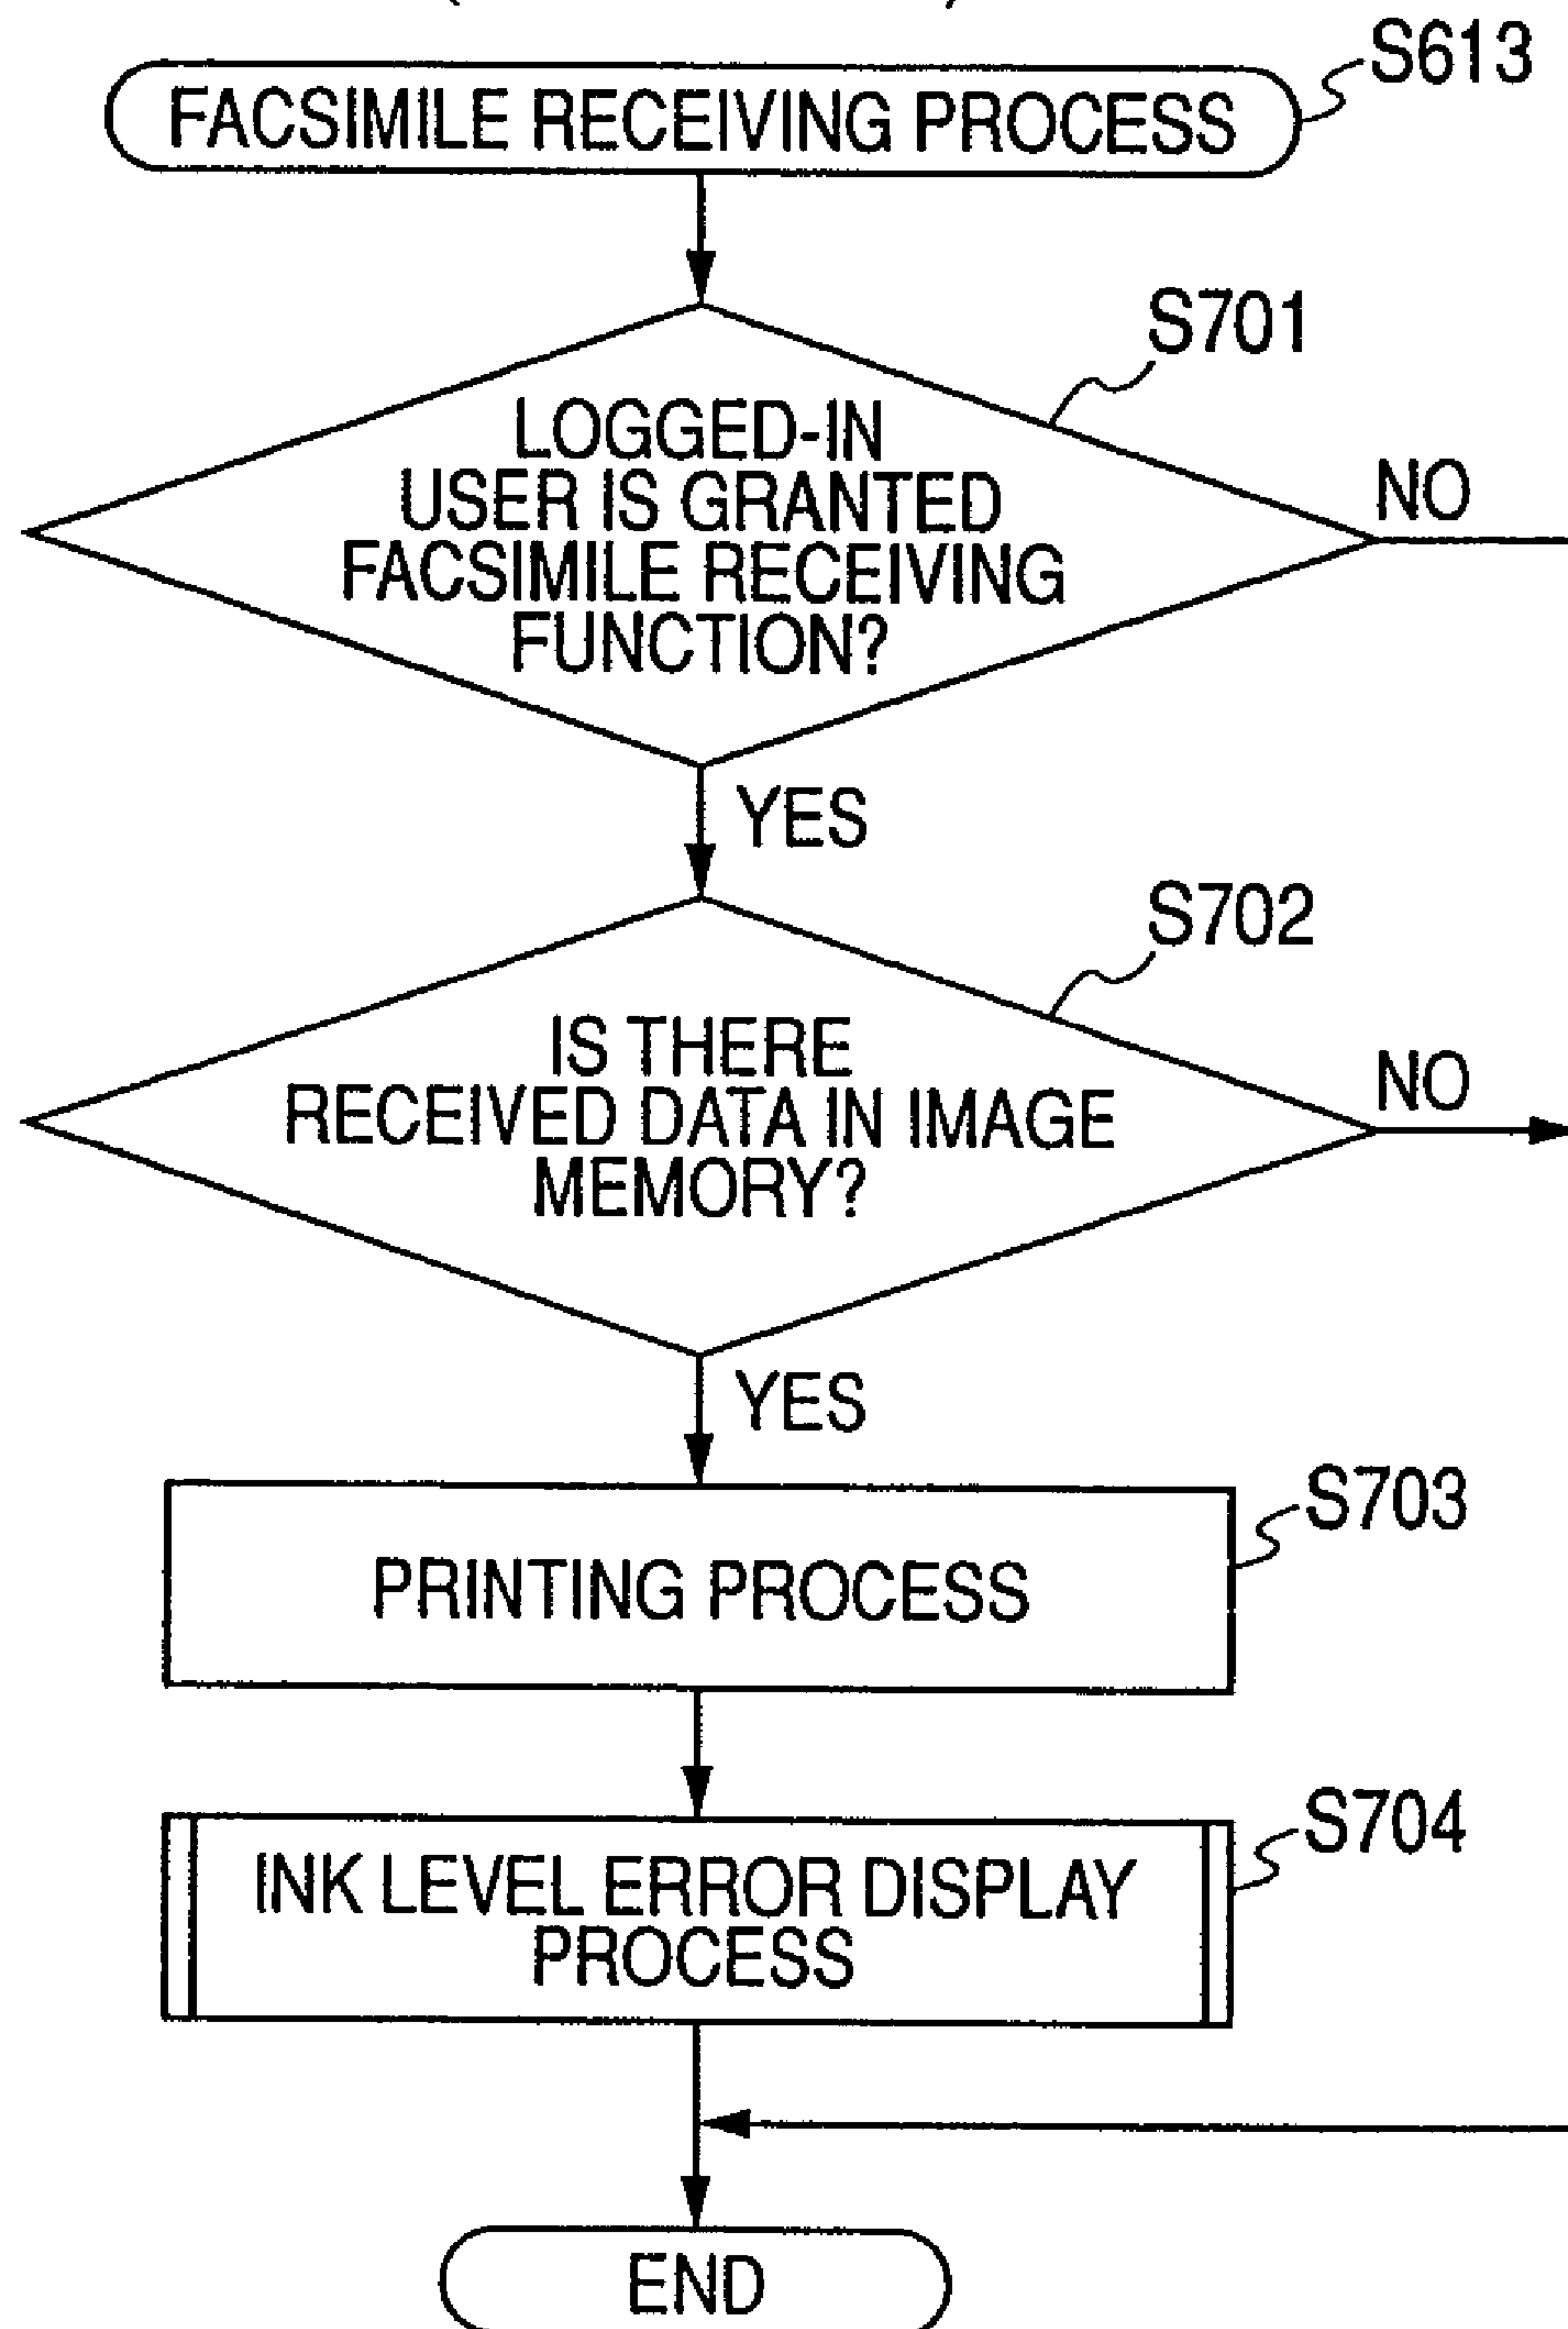 S613
FACSIMILE RECEIVING PROCESS
S701
LOGGED-IN
USER IS GRANTED
FACSIMILE RECEIVING
FUNCTION?
NO
YES
S702
IS THERE
RECEIVED DATA IN IMAGE
MEMORY?
NO
YES
S703
PRINTING PROCESS
S704
INK LEVEL ERROR DISPLAY
PROCESS
END